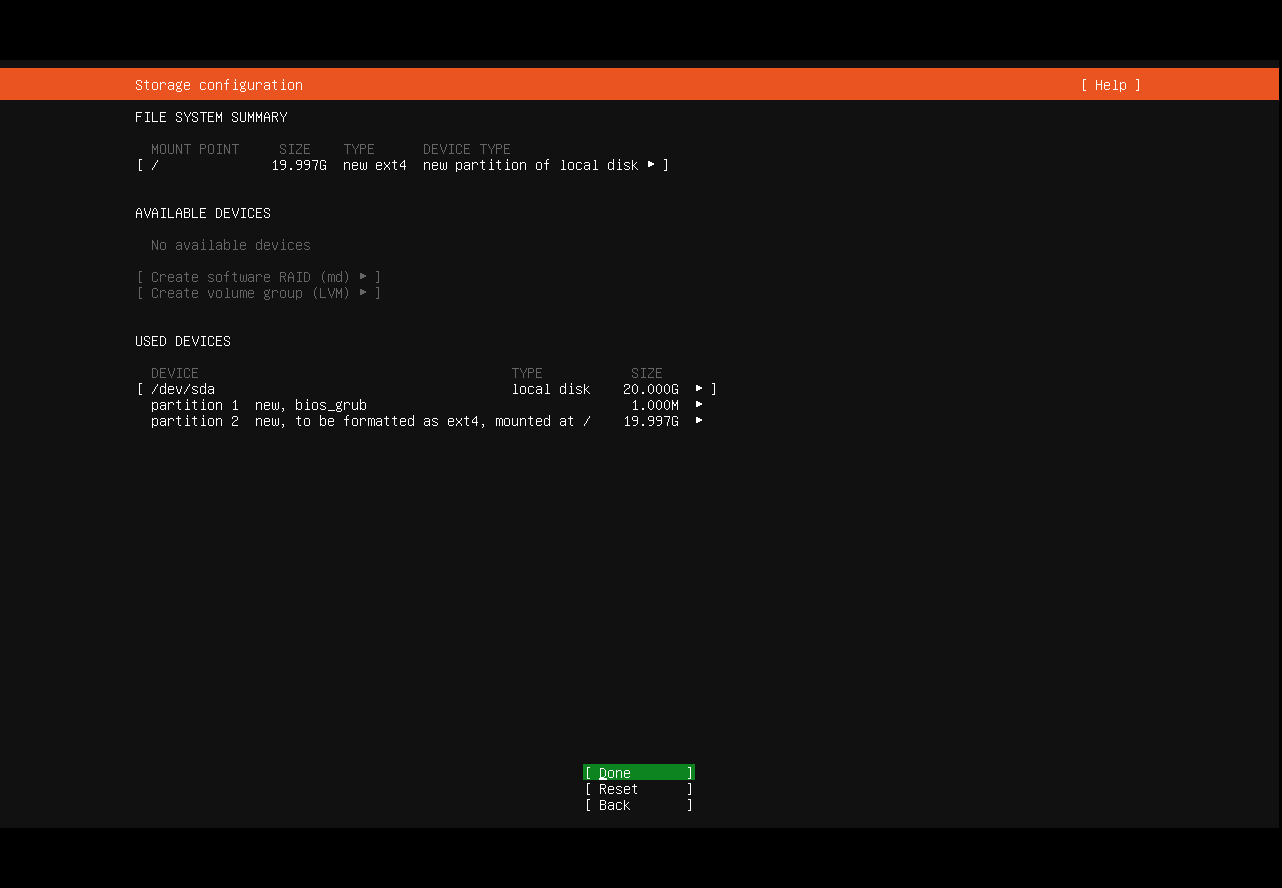 Storage configuration [ Help ]
FILE SYSTEM SUMMARY
MOUNT POINT SIZE TYPE DEVICE TYPE
[ / 19.997G new ext4 new partition of local disk ▸ ]
AVAILABLE DEVICES
No available devices
[ Create software RAID (md) ▸ ]
[ Create volume group (LVM) ▸ ]
USED DEVICES
DEVICE TYPE SIZE
[ /dev/sda local disk 20.000G ▸ ]
partition 1 new, bios_grub 1.000M ▸
partition 2 new, to be formatted as ext4, mounted at / 19.997G ▸
[ Done ]
[ Reset ]
[ Back ]